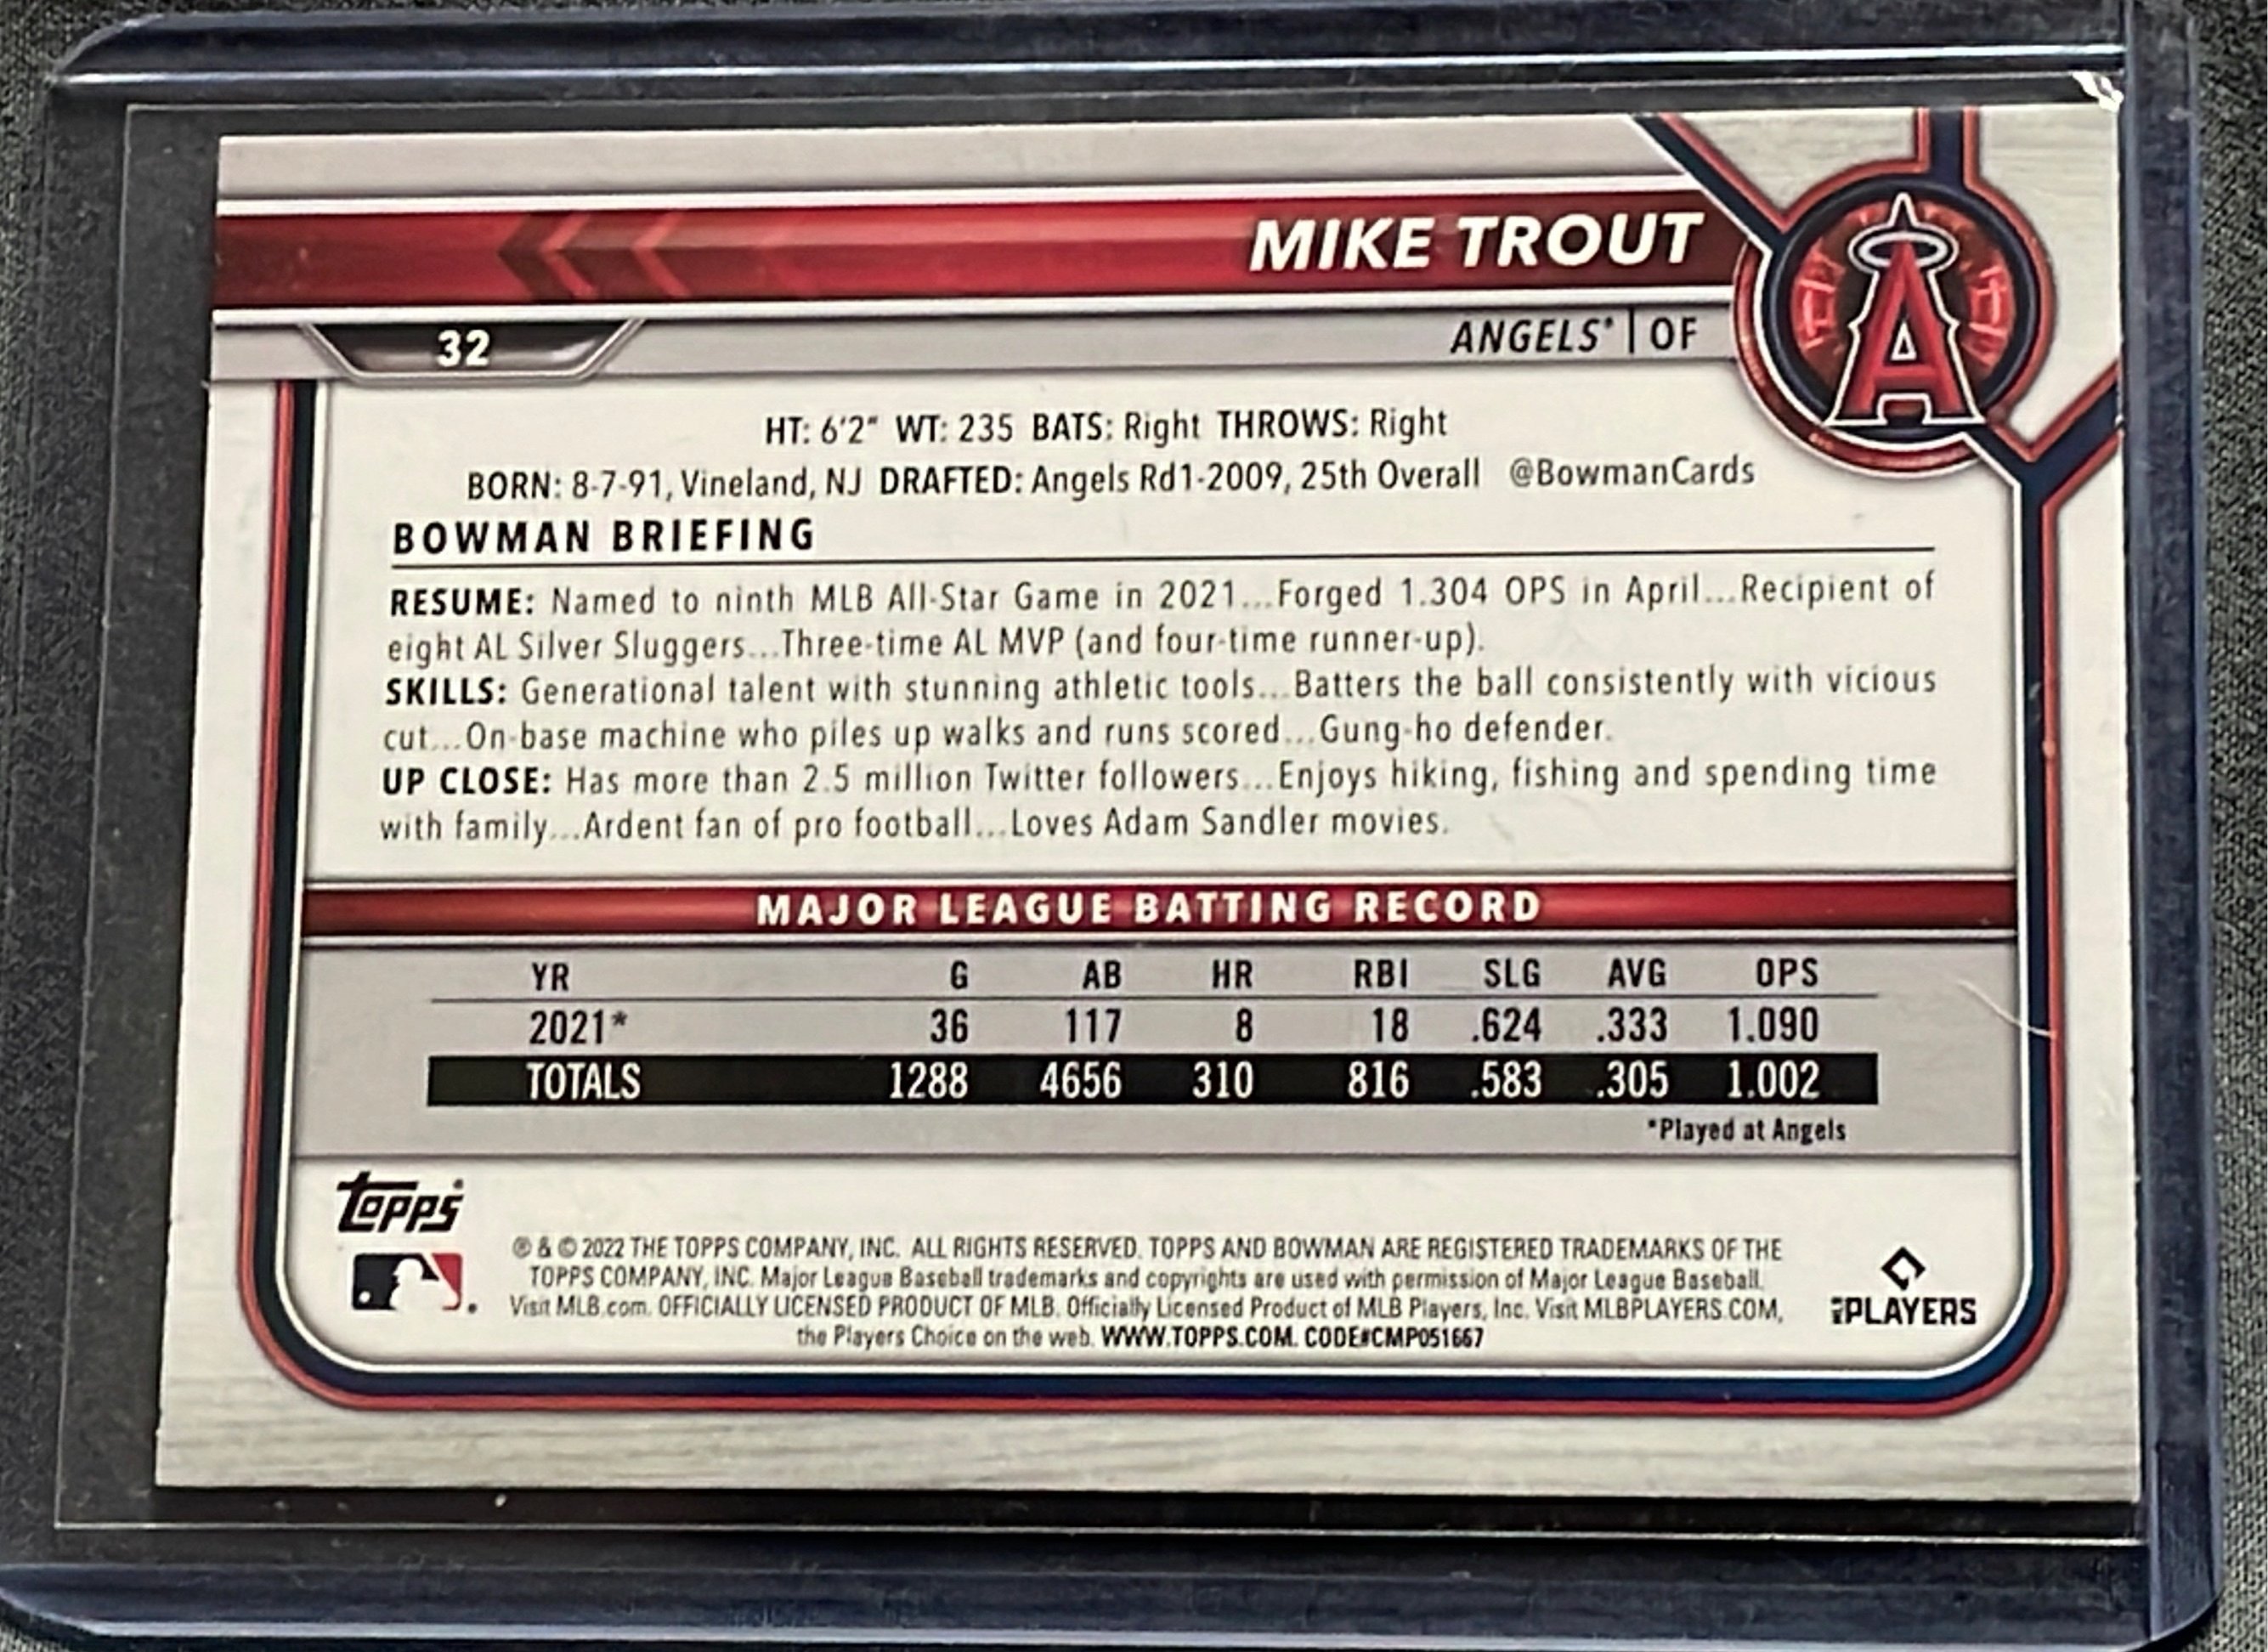 MIKE TROUT
A
32
ANGELS® | OF
HT: 6'2" WT: 235 BATS: Right THROWS: Right
BORN: 8-7-91, Vineland, NJ DRAFTED: Angels Rd1-2009, 25th Overall @BowmanCards
BOWMAN BRIEFING
RESUME: Named to ninth MLB All-Star Game in 2021...Forged 1.304 OPS in April...Recipient of
eight AL Silver Sluggers...Three-time AL MVP (and four-time runner-up).
SKILLS: Generational talent with stunning athletic tools...Batters the ball consistently with vicious
cut...On-base machine who piles up walks and runs scored...Gung-ho defender.
UP CLOSE: Has more than 2.5 million Twitter followers...Enjoys hiking, fishing and spending time
with family...Ardent fan of pro football...Loves Adam Sandler movies.
MAJOR LEAGUE BATTING RECORD
YR G AB HR RBI SLG AVG OPS
2021* 36 117 8 18 .624 .333 1.090
TOTALS 1288 4656 310 816 .583 .305 1.002
*Played at Angels
Topps®
® & © 2022 THE TOPPS COMPANY, INC. ALL RIGHTS RESERVED. TOPPS AND BOWMAN ARE REGISTERED TRADEMARKS OF THE
TOPPS COMPANY, INC. Major League Baseball trademarks and copyrights are used with permission of Major League Baseball.
Visit MLB.com. OFFICIALLY LICENSED PRODUCT OF MLB. Officially Licensed Product of MLB Players, Inc. Visit MLBPLAYERS.COM,
the Players Choice on the web. WWW.TOPPS.COM. CODE#CMP051667
PLAYERS